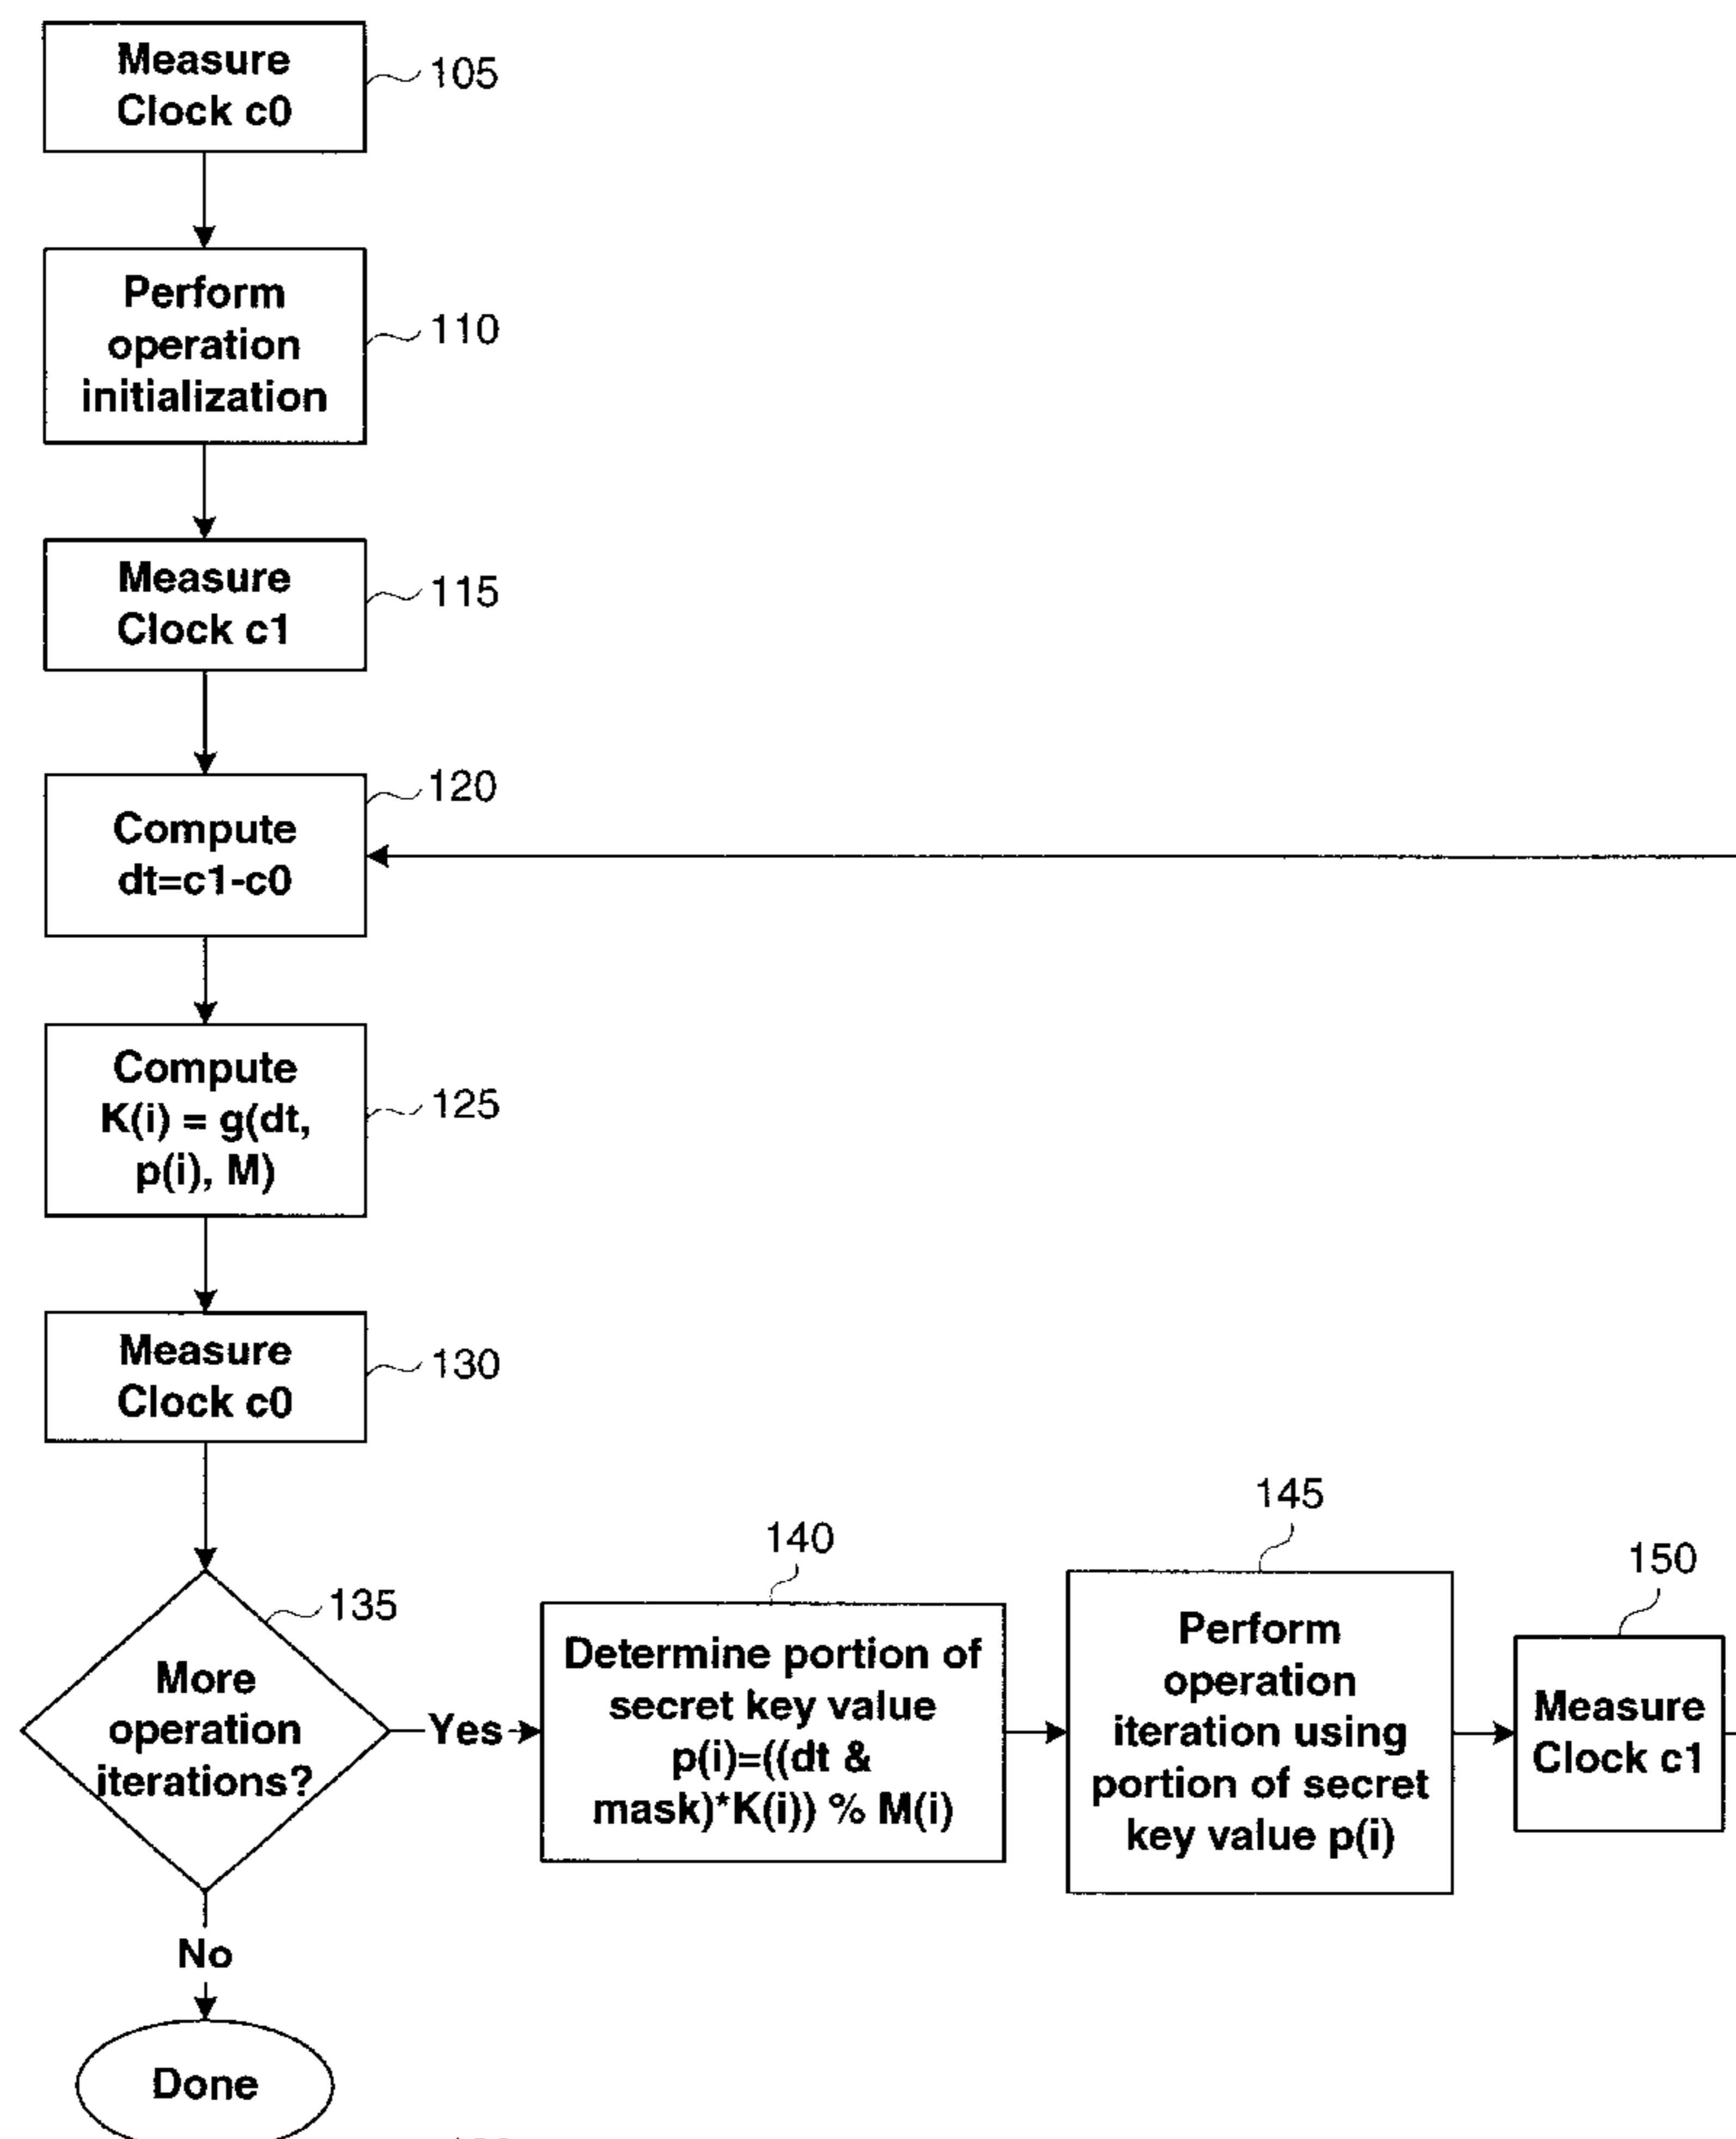 Measure
Clock c0
105
Perform
operation
initialization
110
Measure
Clock c1
115
120
Compute
dt=c1-c0
Compute
K(i) = g(dt,
p(i), M)
125
Measure
Clock c0
130
135
More
operation
iterations?
Yes
140
Determine portion of
secret key value
p(i)=((dt &
mask)*K(i)) % M(i)
145
Perform
operation
iteration using
portion of secret
key value p(i)
150
Measure
Clock c1
No
Done